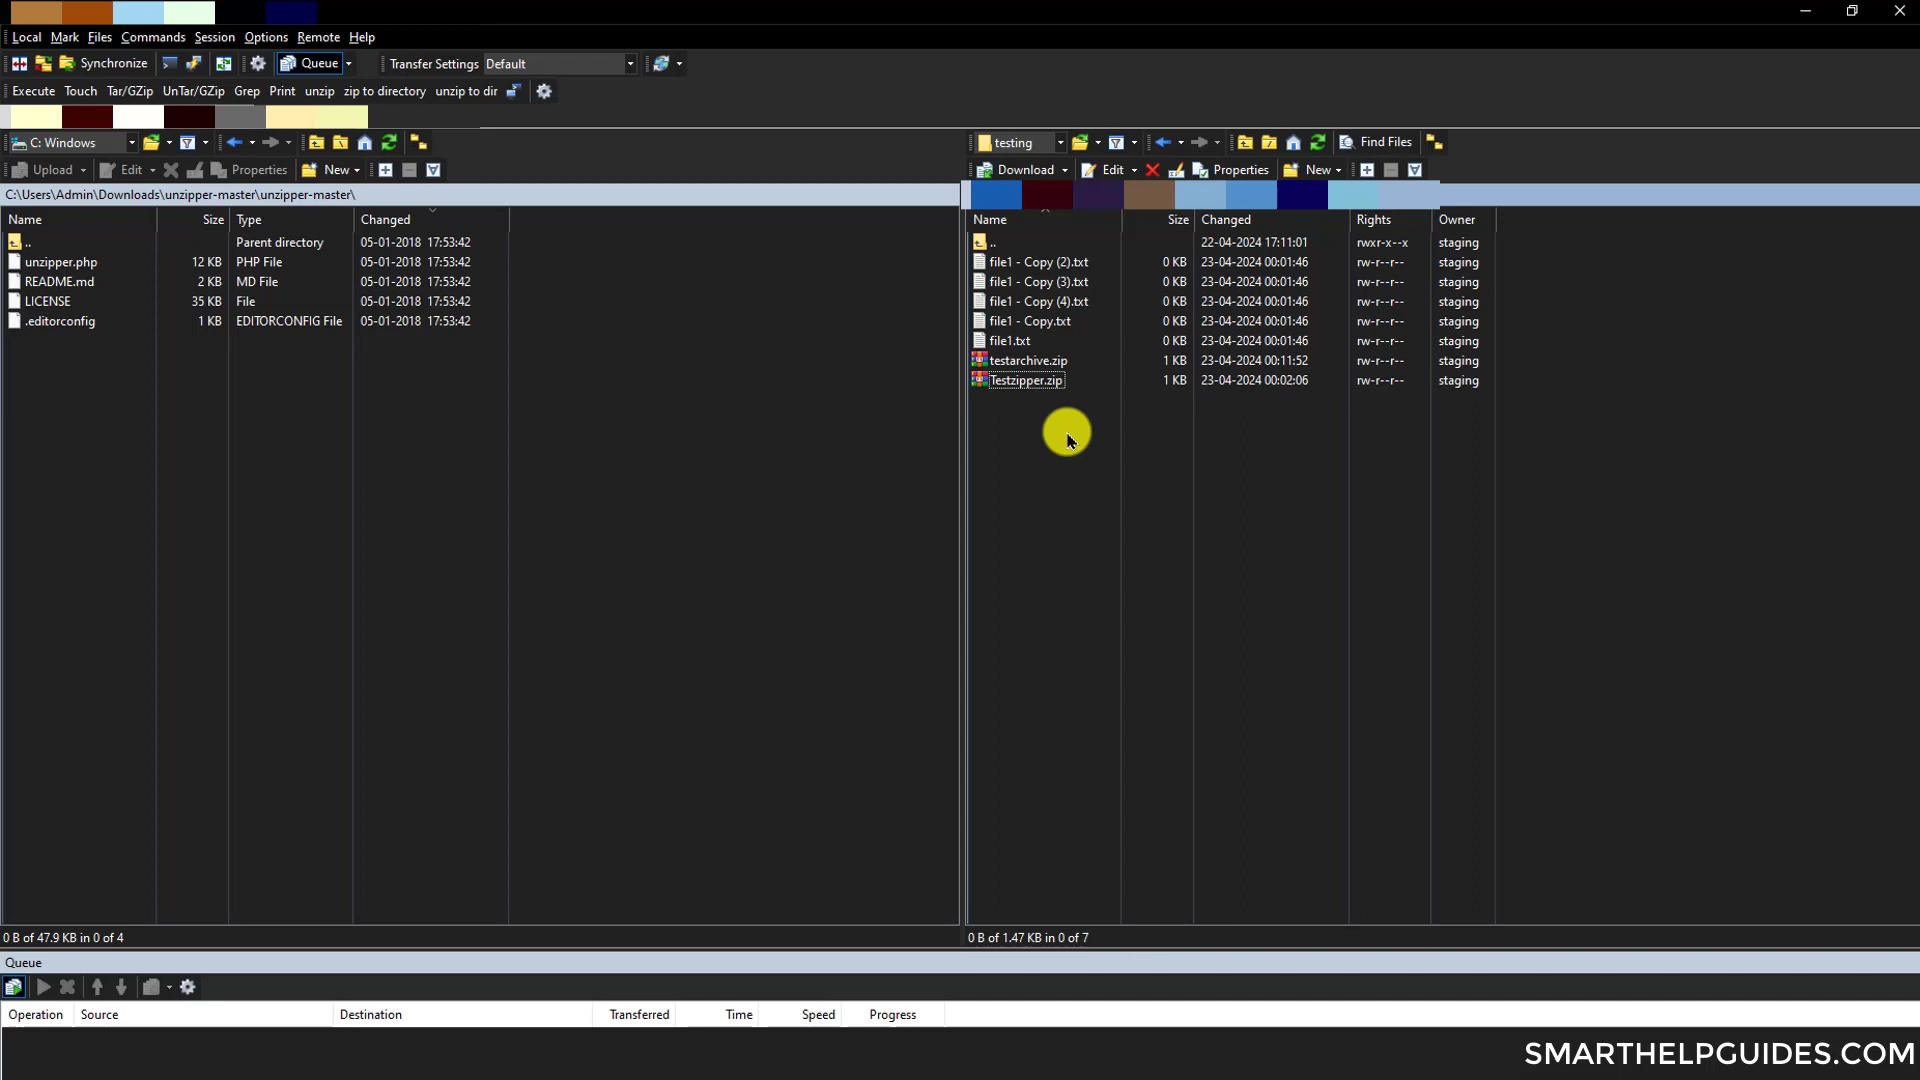 Local Mark Files Commands Session Options Remote Help
Synchronize Queue Transfer Settings Default
Execute Touch Tar/GZip UnTar/GZip Grep Print unzip zip to directory unzip to dir
C: Windows
Upload Edit Properties New
C:\Users\Admin\Downloads\unzipper-master\unzipper-master\
Name Size Type Changed
.. Parent directory 05-01-2018 17:53:42
unzipper.php 12 KB PHP File 05-01-2018 17:53:42
README.md 2 KB MD File 05-01-2018 17:53:42
LICENSE 35 KB File 05-01-2018 17:53:42
.editorconfig 1 KB EDITORCONFIG File 05-01-2018 17:53:42
0 B of 47.9 KB in 0 of 4
testing Find Files
Download Edit Properties New
Name Size Changed Rights Owner
.. 22-04-2024 17:11:01 rwxr-x--x staging
file1 - Copy (2).txt 0 KB 23-04-2024 00:01:46 rw-r--r-- staging
file1 - Copy (3).txt 0 KB 23-04-2024 00:01:46 rw-r--r-- staging
file1 - Copy (4).txt 0 KB 23-04-2024 00:01:46 rw-r--r-- staging
file1 - Copy.txt 0 KB 23-04-2024 00:01:46 rw-r--r-- staging
file1.txt 0 KB 23-04-2024 00:01:46 rw-r--r-- staging
testarchive.zip 1 KB 23-04-2024 00:11:52 rw-r--r-- staging
Testzipper.zip 1 KB 23-04-2024 00:02:06 rw-r--r-- staging
0 B of 1.47 KB in 0 of 7
Queue
Operation Source Destination Transferred Time Speed Progress
SMARTHELPGUIDES.COM